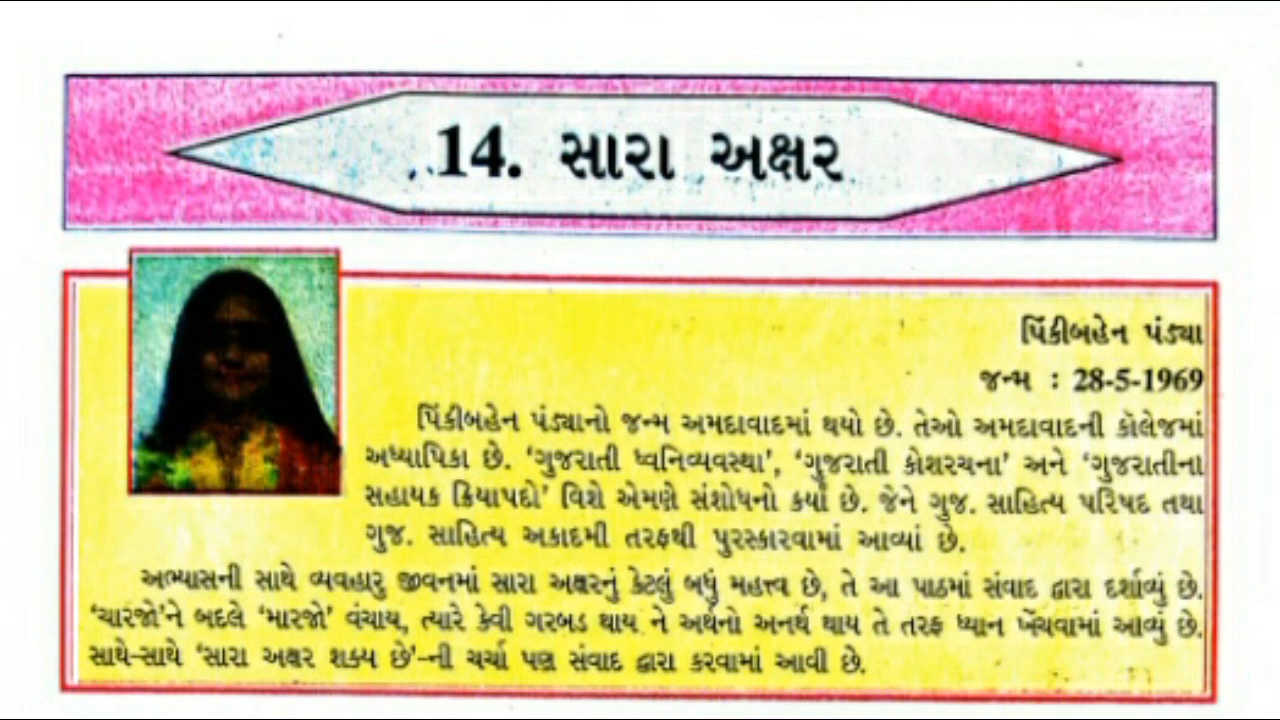 14. સારા અક્ષર
પિંકીબહેન પંડ્યા
જન્મ : 28-5-1969
પિંકીબહેન પંડ્યાનો જન્મ અમદાવાદમાં થયો છે. તેઓ અમદાવાદની કૉલેજમાં
અધ્યાપિકા છે. ‘ગુજરાતી ધ્વનિવ્યવસ્થા’, ‘ગુજરાતી કોશરચના’ અને ‘ગુજરાતીના
સહાયક ક્રિયાપદો’ વિશે એમણે સંશોધનો કર્યાં છે. જેને ગુજ. સાહિત્ય પરિષદ તથા
ગુજ. સાહિત્ય અકાદમી તરફથી પુરસ્કારવામાં આવ્યાં છે.
અભ્યાસની સાથે વ્યવહારુ જીવનમાં સારા અક્ષરનું કેટલું બધું મહત્ત્વ છે, તે આ પાઠમાં સંવાદ દ્વારા દર્શાવ્યું છે.
‘ચારજો’ને બદલે ‘મારજો’ વંચાય, ત્યારે કેવી ગરબડ થાય ને અર્થનો અનર્થ થાય તે તરફ ધ્યાન ખેંચવામાં આવ્યું છે.
સાથે-સાથે ‘સારા અક્ષર શક્ય છે’-ની ચર્ચા પણ સંવાદ દ્વારા કરવામાં આવી છે.